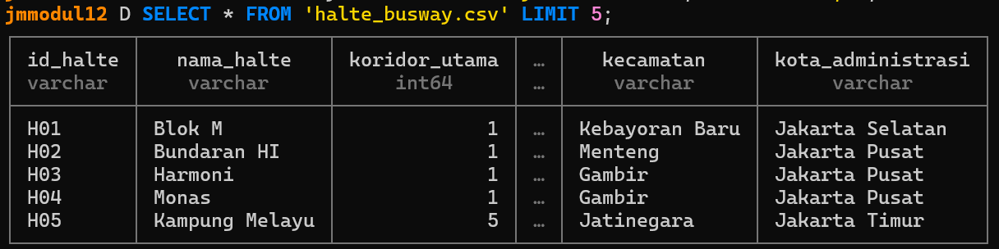 jmmodul12 D SELECT * FROM 'halte_busway.csv' LIMIT 5;
id_halte nama_halte koridor_utama … kecamatan kota_administrasi
varchar varchar int64 … varchar varchar
H01 Blok M 1 … Kebayoran Baru Jakarta Selatan
H02 Bundaran HI 1 … Menteng Jakarta Pusat
H03 Harmoni 1 … Gambir Jakarta Pusat
H04 Monas 1 … Gambir Jakarta Pusat
H05 Kampung Melayu 5 … Jatinegara Jakarta Timur